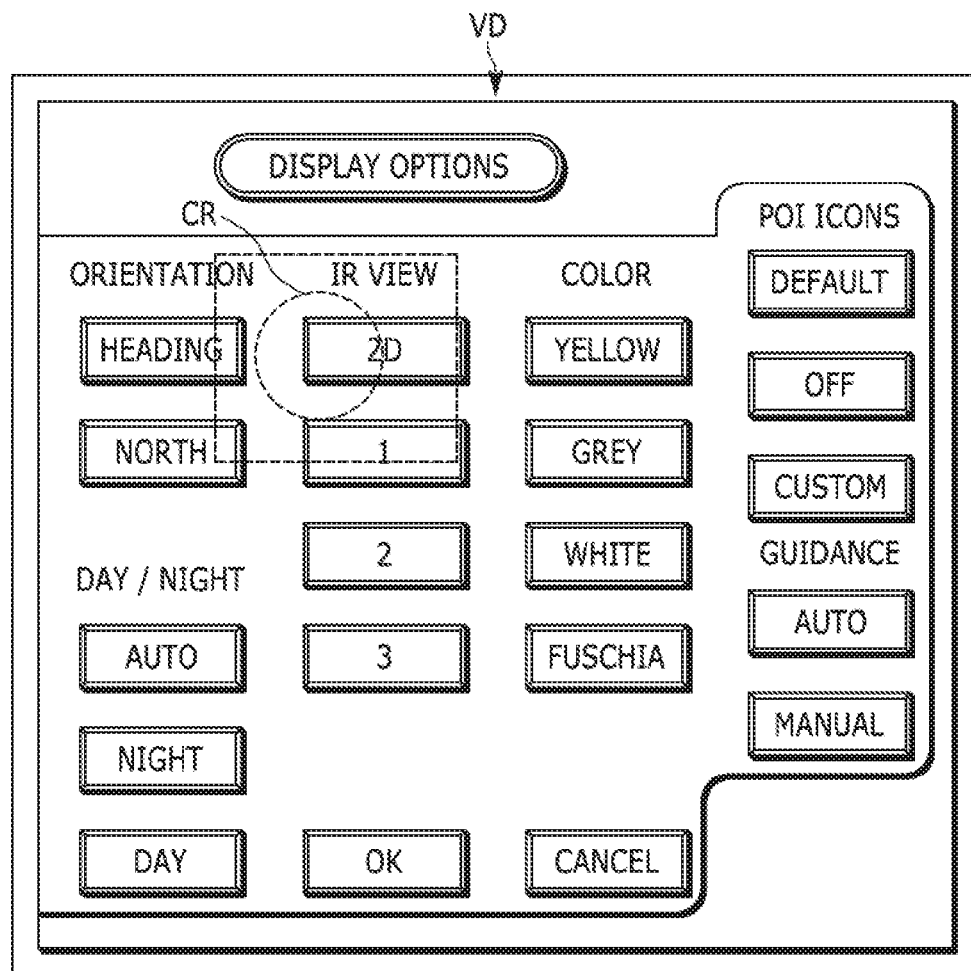 VD
DISPLAY OPTIONS
CR
POI ICONS
ORIENTATION IR VIEW COLOR
DEFAULT
HEADING 2D YELLOW
OFF
NORTH 1 GREY
CUSTOM
2 WHITE
GUIDANCE
DAY / NIGHT
AUTO
AUTO 3 FUSCHIA
MANUAL
NIGHT
DAY OK CANCEL